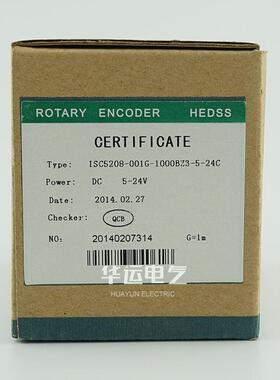 ROTARY ENCODER HEDSS
CERTIFICATE
Type: ISC5208-001G-1000BZ3-5-24C
Power: DC 5-24V
Date: 2014.02.27
Checker: QCB
NO: 20140207314 G=1m
华运电气
HUAYUN ELECTRIC